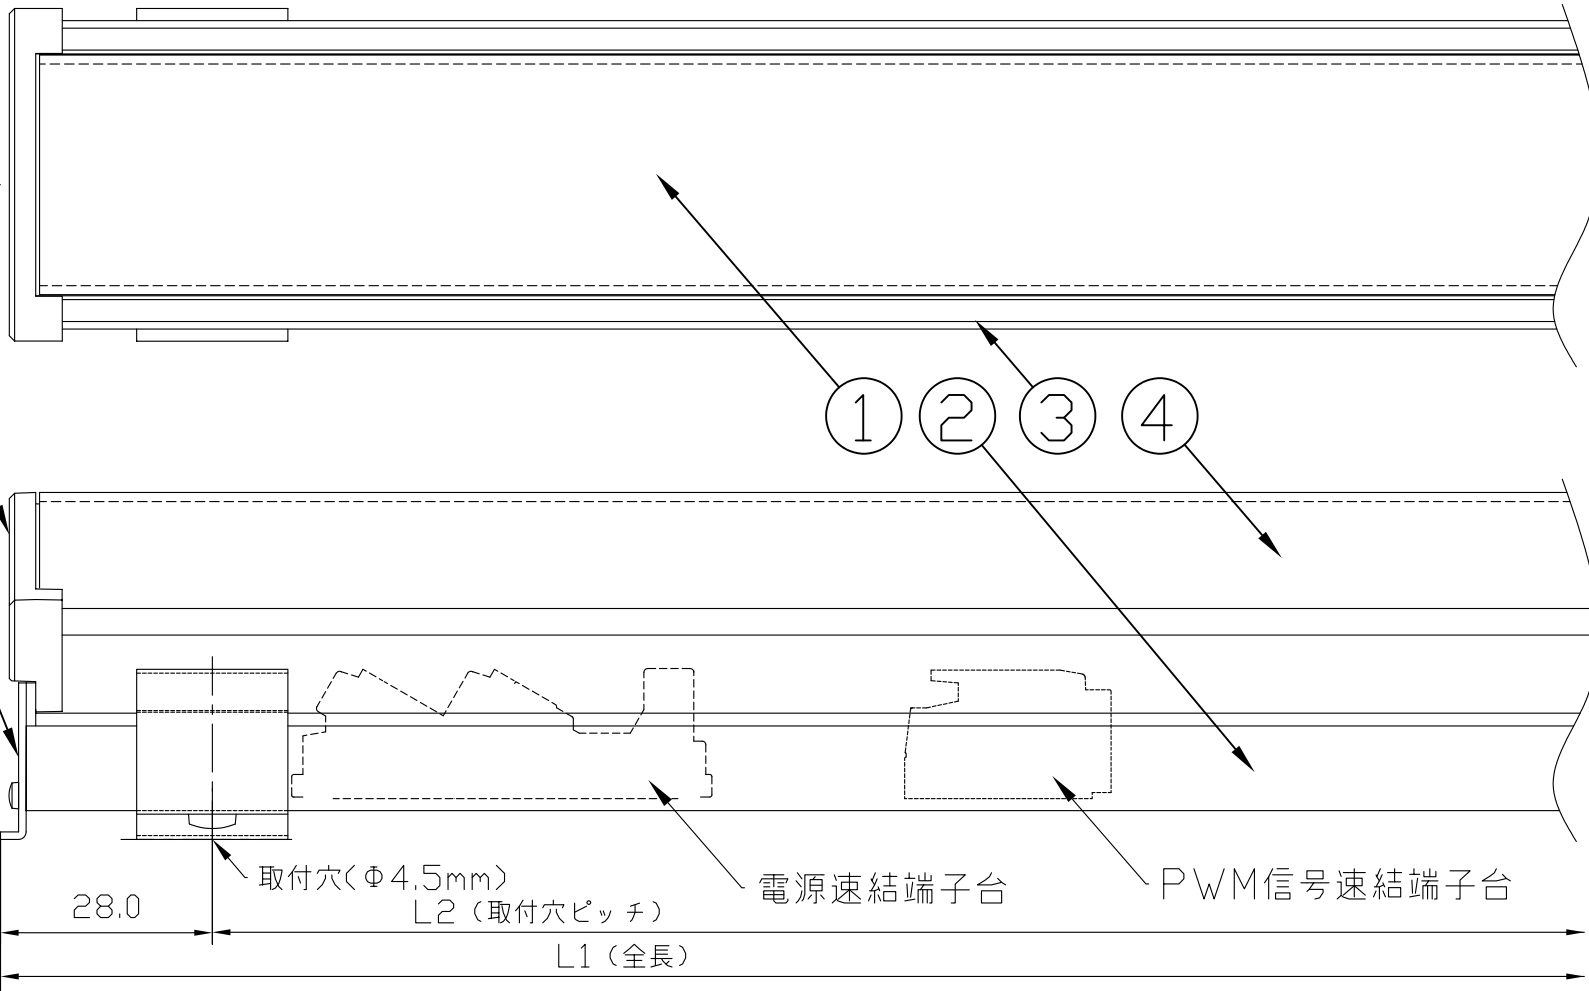 1 2 3 4
取付穴(Φ4.5mm)
電源速結端子台
PWM信号速結端子台
28.0
L2（取付穴ピッチ）
L1（全長）